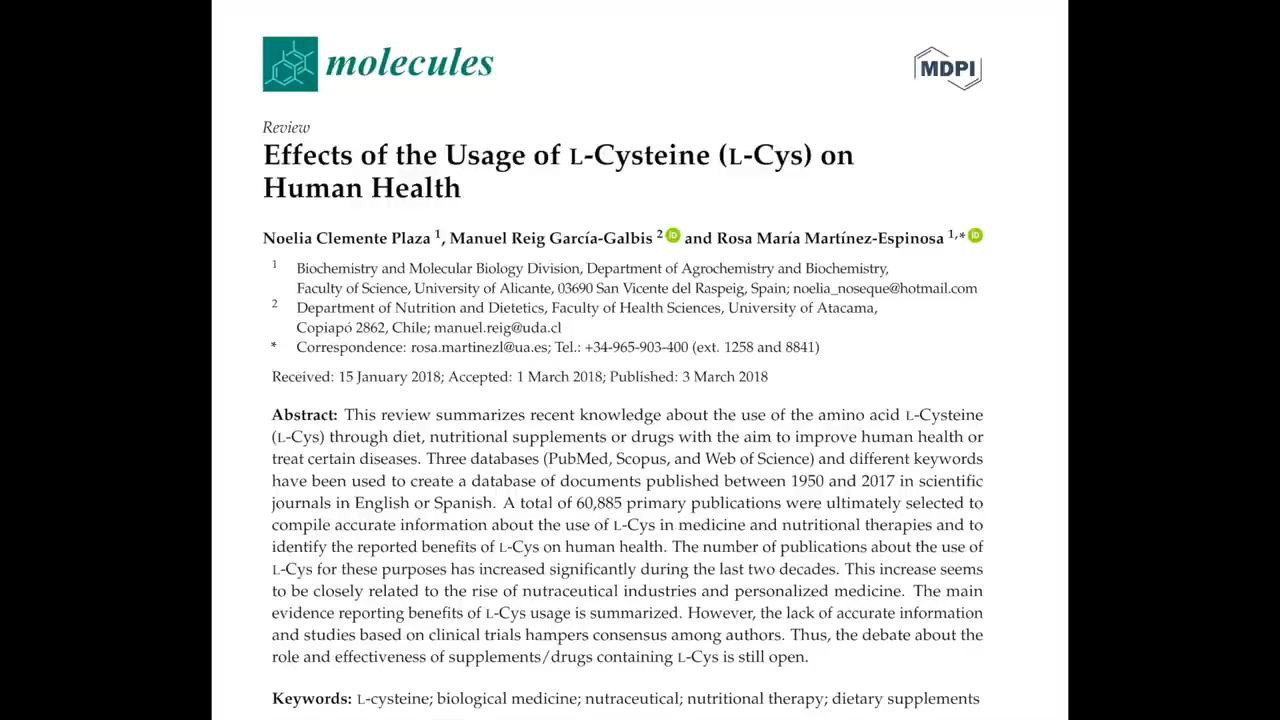 molecules
MDPI
Review
Effects of the Usage of L-Cysteine (L-Cys) on
Human Health
Noelia Clemente Plaza 1, Manuel Reig García-Galbis 2 iD and Rosa María Martínez-Espinosa 1,* iD
1 Biochemistry and Molecular Biology Division, Department of Agrochemistry and Biochemistry,
Faculty of Science, University of Alicante, 03690 San Vicente del Raspeig, Spain; noelia_noseque@hotmail.com
2 Department of Nutrition and Dietetics, Faculty of Health Sciences, University of Atacama,
Copiapó 2862, Chile; manuel.reig@uda.cl
* Correspondence: rosa.martinezl@ua.es; Tel.: +34-965-903-400 (ext. 1258 and 8841)
Received: 15 January 2018; Accepted: 1 March 2018; Published: 3 March 2018
Abstract: This review summarizes recent knowledge about the use of the amino acid L-Cysteine
(L-Cys) through diet, nutritional supplements or drugs with the aim to improve human health or
treat certain diseases. Three databases (PubMed, Scopus, and Web of Science) and different keywords
have been used to create a database of documents published between 1950 and 2017 in scientific
journals in English or Spanish. A total of 60,885 primary publications were ultimately selected to
compile accurate information about the use of L-Cys in medicine and nutritional therapies and to
identify the reported benefits of L-Cys on human health. The number of publications about the use of
L-Cys for these purposes has increased significantly during the last two decades. This increase seems
to be closely related to the rise of nutraceutical industries and personalized medicine. The main
evidence reporting benefits of L-Cys usage is summarized. However, the lack of accurate information
and studies based on clinical trials hampers consensus among authors. Thus, the debate about the
role and effectiveness of supplements/drugs containing L-Cys is still open.
Keywords: L-cysteine; biological medicine; nutraceutical; nutritional therapy; dietary supplements